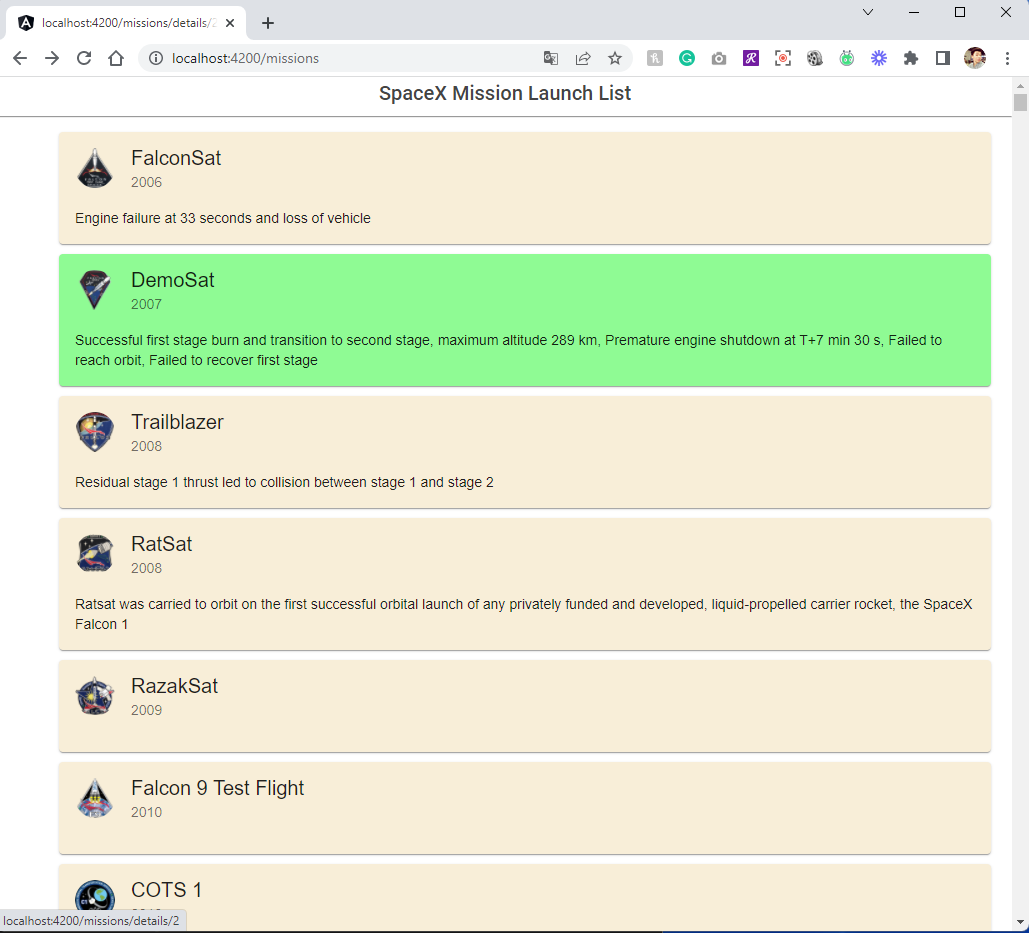 localhost:4200/missions/details/2
localhost:4200/missions
SpaceX Mission Launch List
FalconSat
2006
Engine failure at 33 seconds and loss of vehicle
DemoSat
2007
Successful first stage burn and transition to second stage, maximum altitude 289 km, Premature engine shutdown at T+7 min 30 s, Failed to
reach orbit, Failed to recover first stage
Trailblazer
2008
Residual stage 1 thrust led to collision between stage 1 and stage 2
RatSat
2008
Ratsat was carried to orbit on the first successful orbital launch of any privately funded and developed, liquid-propelled carrier rocket, the SpaceX
Falcon 1
RazakSat
2009
Falcon 9 Test Flight
2010
COTS 1
localhost:4200/missions/details/2